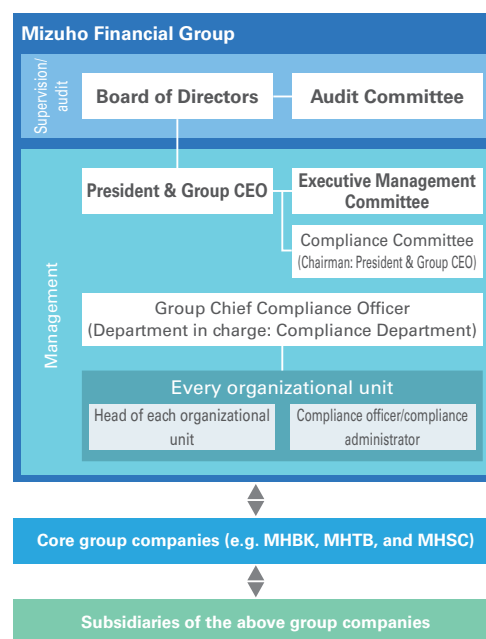 Mizuho Financial Group
Supervision/
audit
Board of Directors
Audit Committee
Management
President & Group CEO
Executive Management
Committee
Compliance Committee
(Chairman: President & Group CEO)
Group Chief Compliance Officer
(Department in charge: Compliance Department)
Every organizational unit
Head of each organizational
unit
Compliance officer/compliance
administrator
Core group companies (e.g. MHBK, MHTB, and MHSC)
Subsidiaries of the above group companies